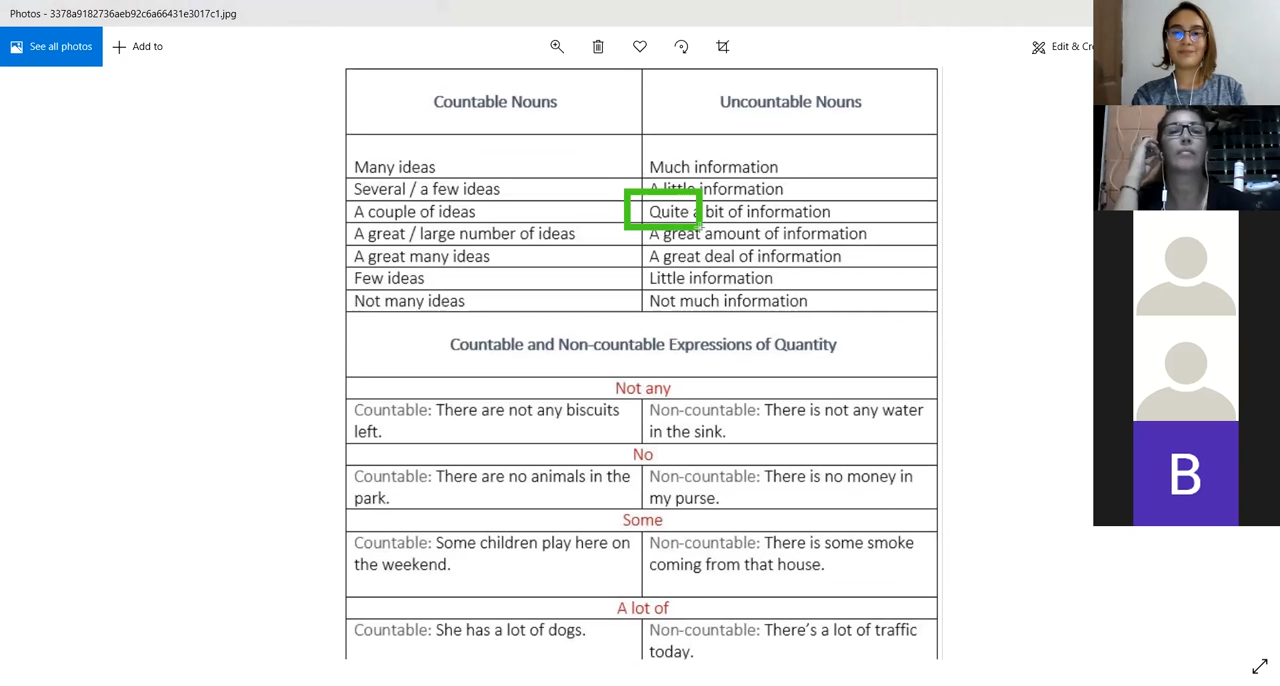 Photos - 3378a9182736aeb92c6a66431e3017c1.jpg
See all photos
Add to
Edit & Cr
Countable Nouns
Uncountable Nouns
Many ideas
Much information
Several / a few ideas
A little information
A couple of ideas
Quite a bit of information
A great / large number of ideas
A great amount of information
A great many ideas
A great deal of information
Few ideas
Little information
Not many ideas
Not much information
Countable and Non-countable Expressions of Quantity
Not any
Countable: There are not any biscuits
left.
Non-countable: There is not any water
in the sink.
No
Countable: There are no animals in the
park.
Non-countable: There is no money in
my purse.
Some
Countable: Some children play here on
the weekend.
Non-countable: There is some smoke
coming from that house.
A lot of
Countable: She has a lot of dogs.
Non-countable: There's a lot of traffic
today.
B